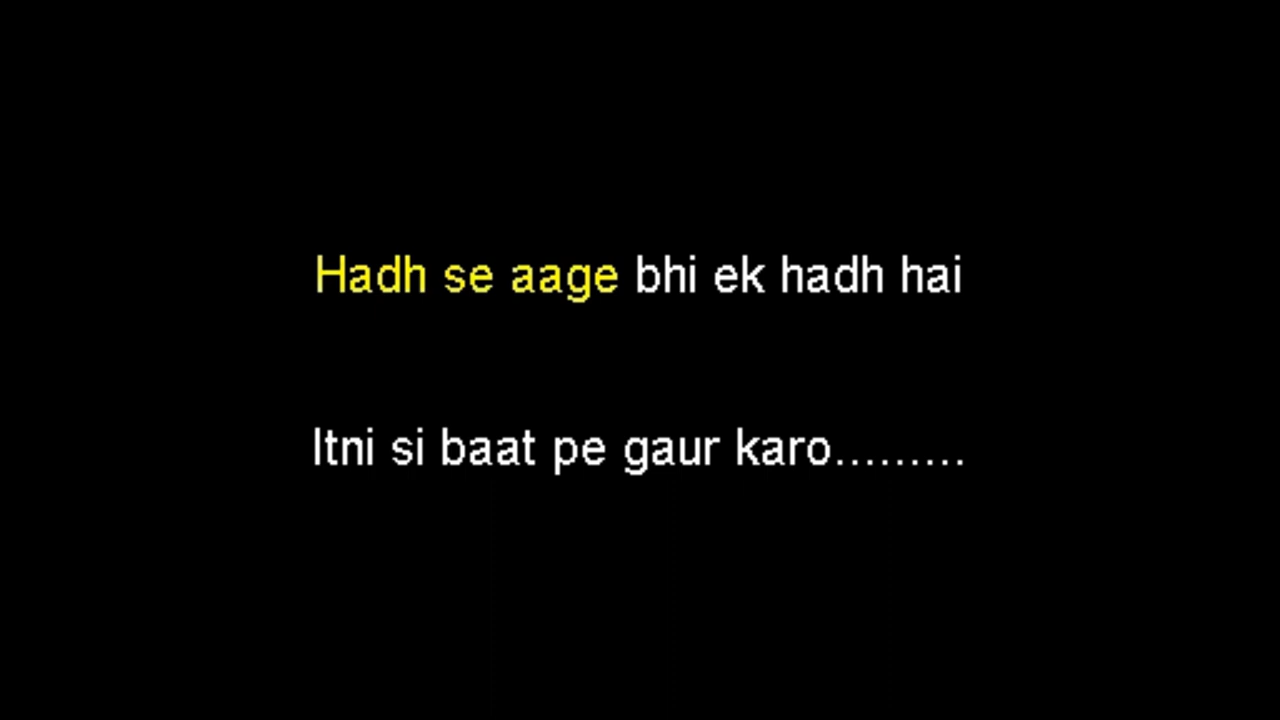 Hadh se aage bhi ek hadh hai
Itni si baat pe gaur karo.........